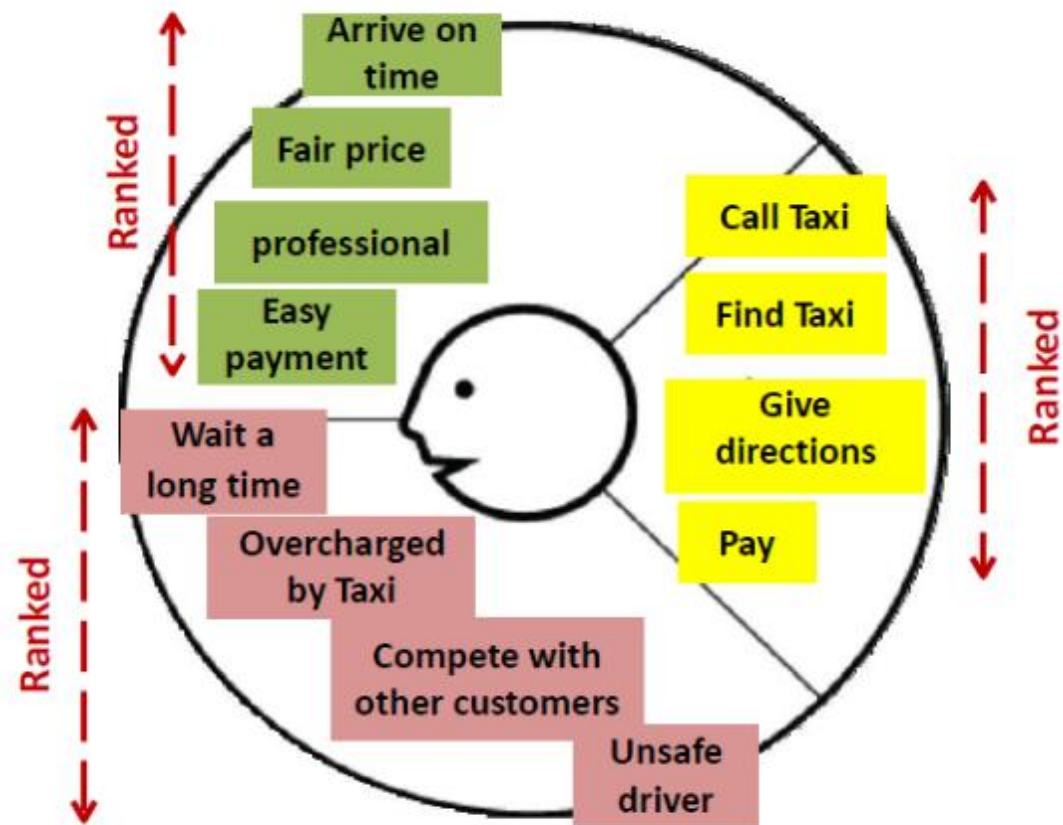 Ranked
Arrive on
time
Fair price
professional
Easy
payment
Ranked
Wait a
long time
Overcharged
by Taxi
Compete with
other customers
Unsafe
driver
Call Taxi
Find Taxi
Give
directions
Pay
Ranked